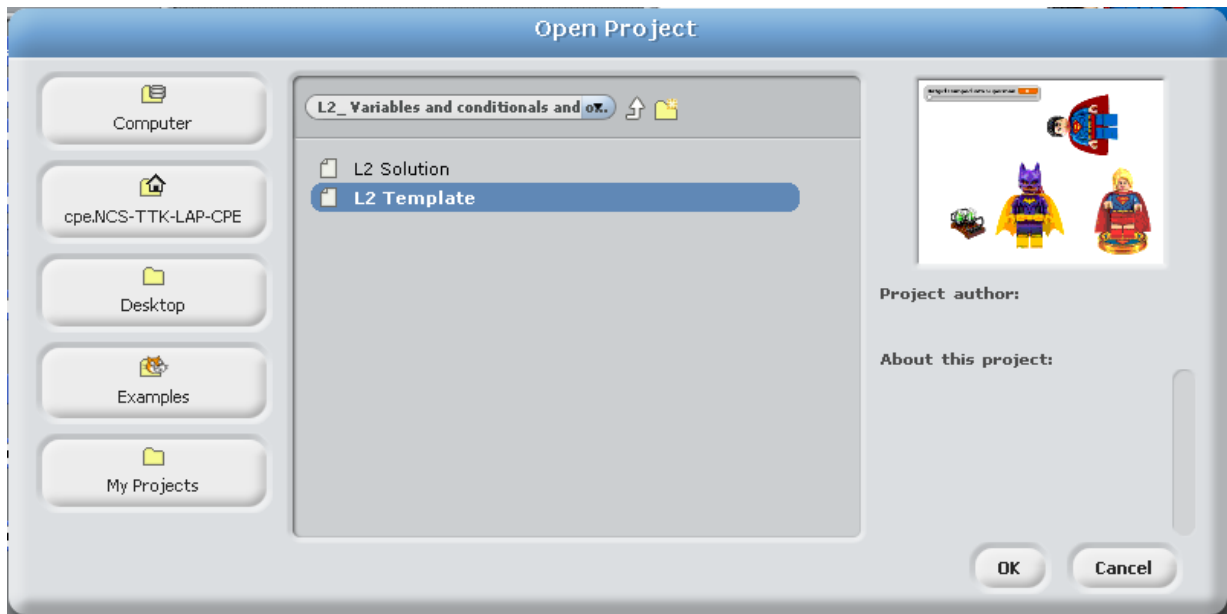 Open Project
Computer
cpe.NCS-TTK-LAP-CPE
Desktop
Examples
My Projects
L2_ Variables and conditionals and
L2 Solution
L2 Template
Project author:
About this project:
OK
Cancel